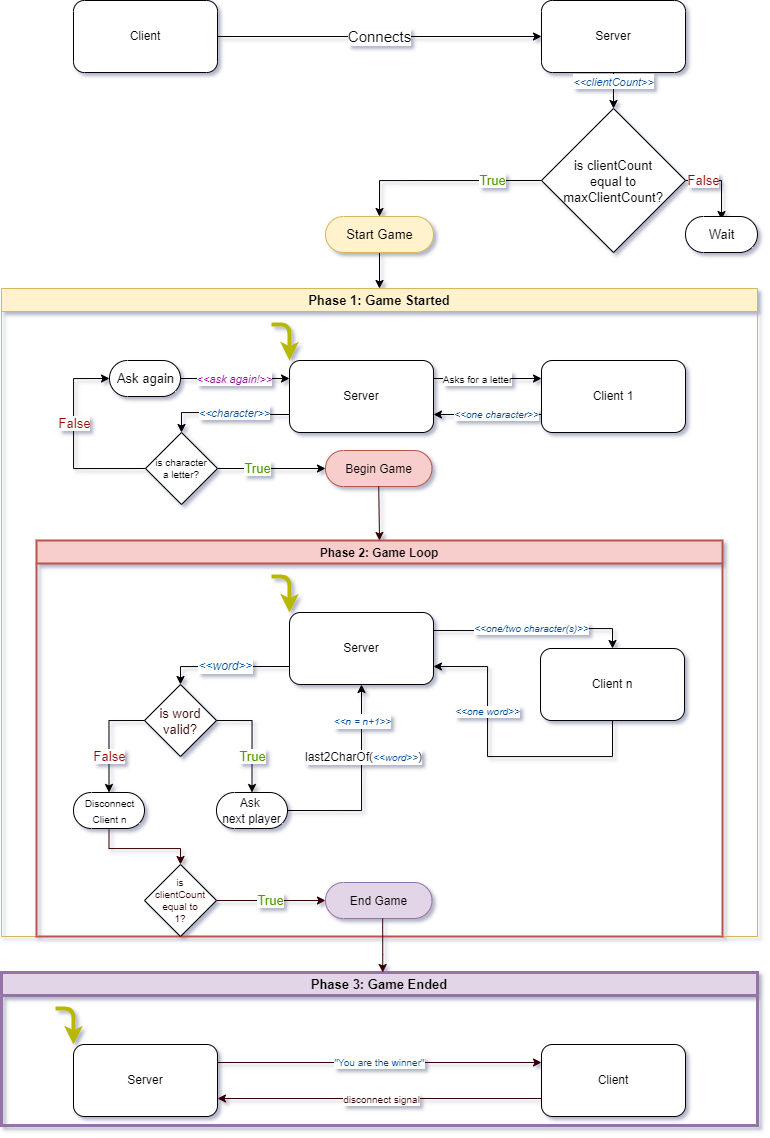 Client
Connects
Server
<<clientCount>>
is clientCount
equal to
maxClientCount?
True
False
Start Game
Wait
Phase 1: Game Started
Ask again
<<ask again!>>
Server
Asks for a letter
Client 1
<<character>>
<<one character>>
False
is character
a letter?
True
Begin Game
Phase 2: Game Loop
Server
<<one/two character(s)>>
<<word>>
Client n
is word
valid?
<<n = n+1>>
<<one word>>
False
True
last2CharOf(<<word>>)
Disconnect
Client n
Ask
next player
is
clientCount
equal to
1?
True
End Game
Phase 3: Game Ended
Server
"You are the winner"
Client
disconnect signal